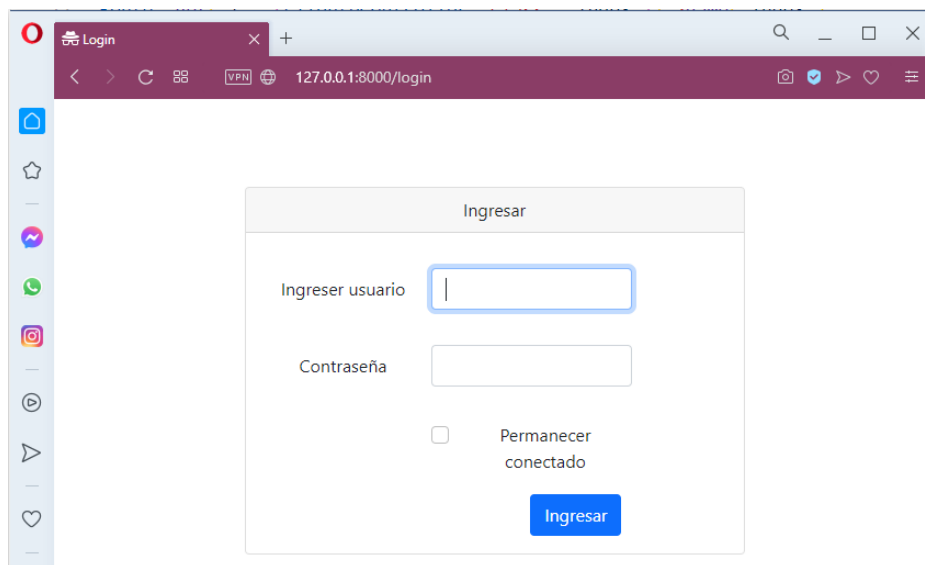 Login
VPN
127.0.0.1:8000/login
Ingresar
Ingreser usuario
Contraseña
Permanecer
conectado
Ingresar